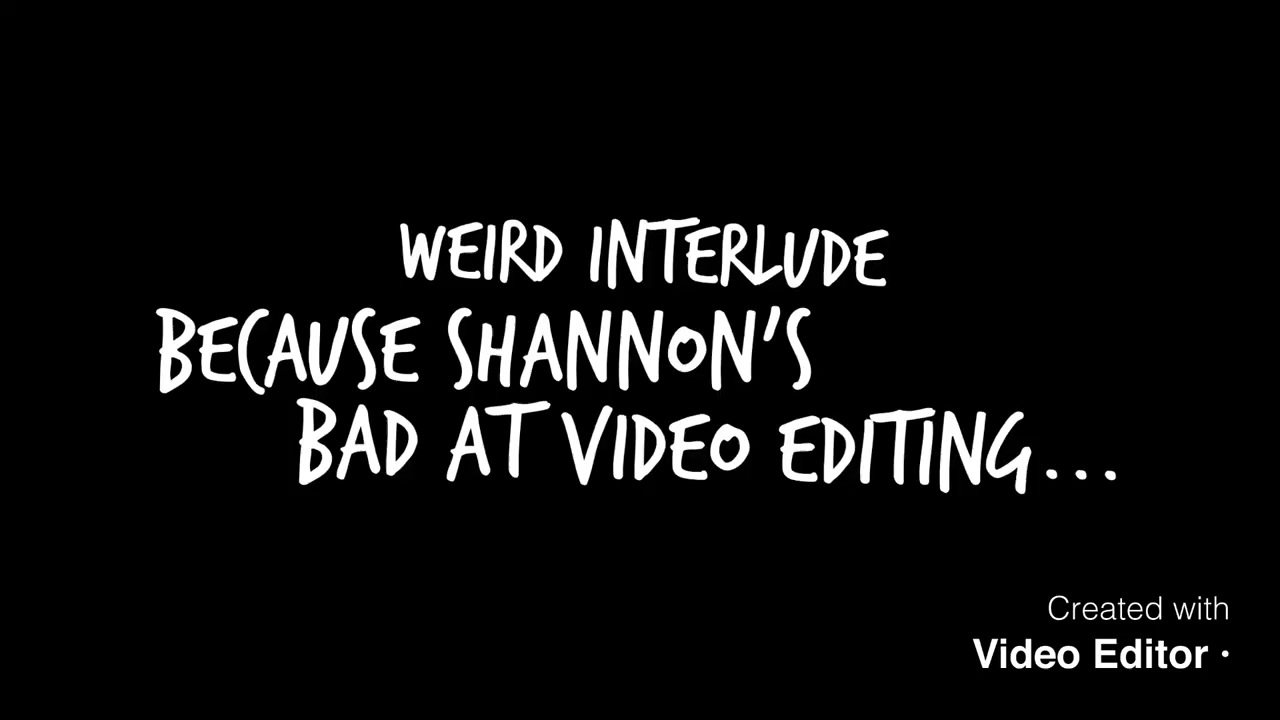 WEIRD INTERLUDE
BECAUSE SHANNON'S
BAD AT VIDEO EDITING...
Created with
Video Editor ·